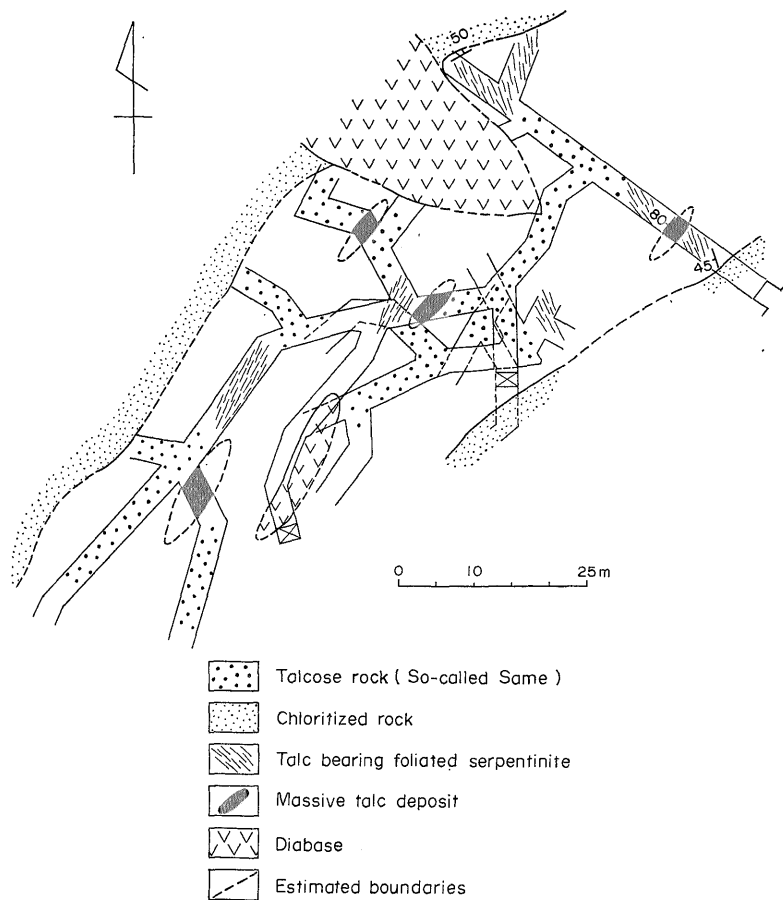 50
80
45
0 10 25m
Talcose rock ( So-called Same )
Chloritized rock
Talc bearing foliated serpentinite
Massive talc deposit
Diabase
Estimated boundaries